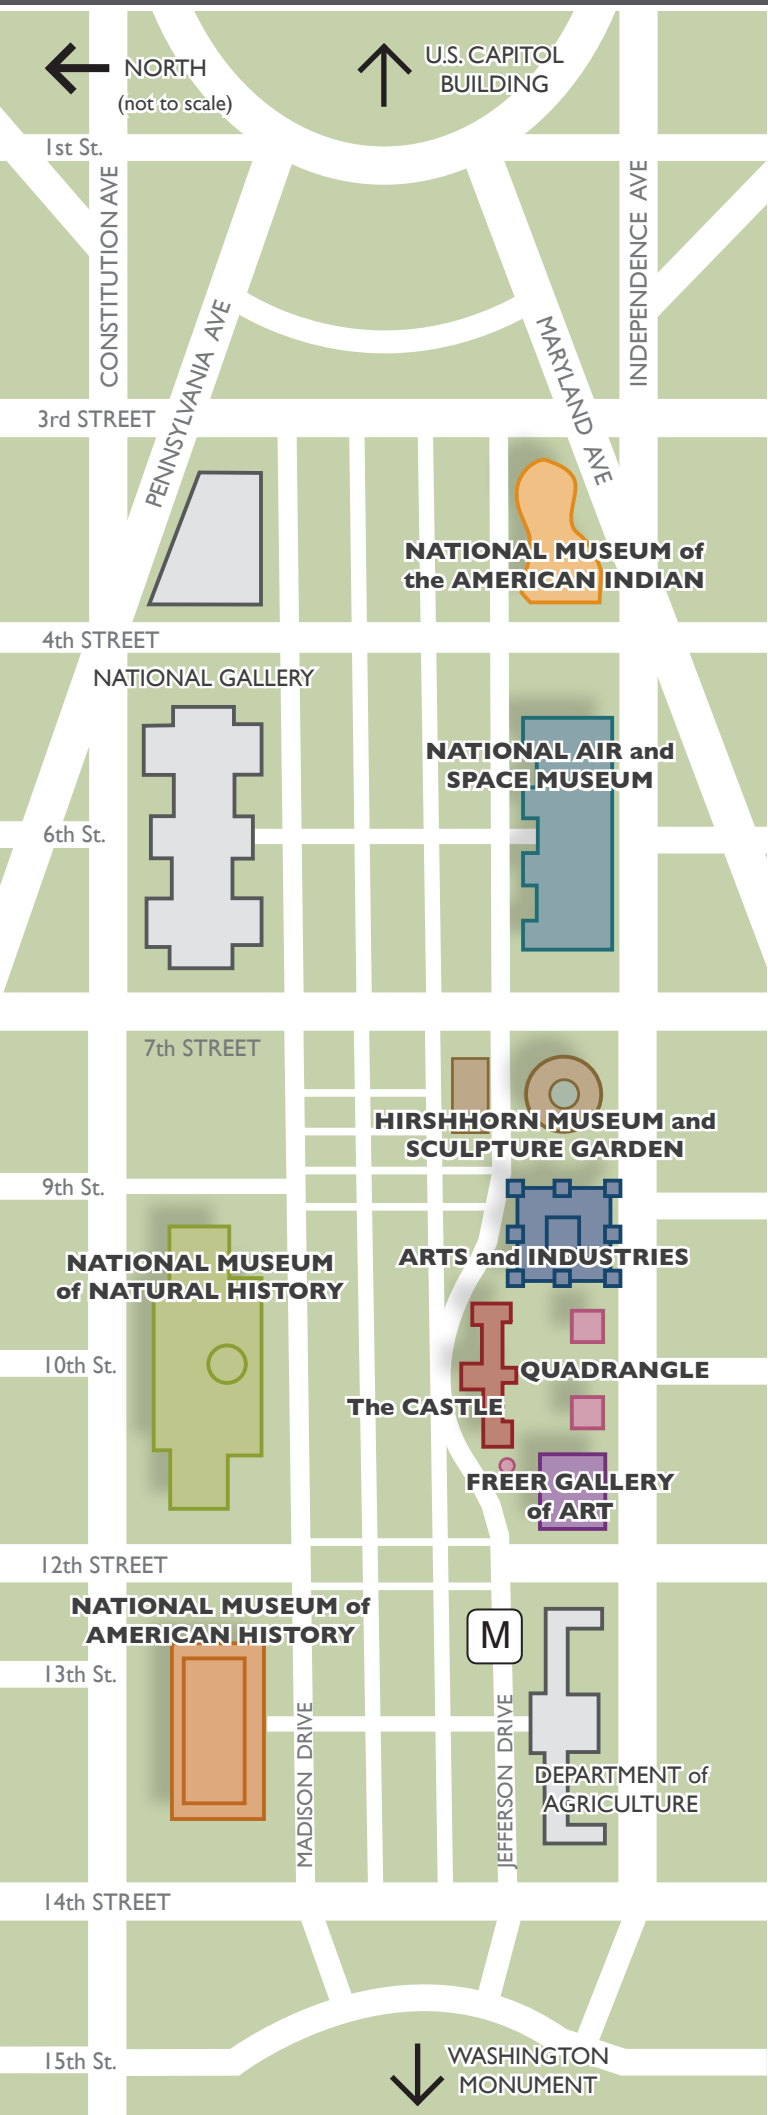 NORTH
(not to scale)
U.S. CAPITOL
BUILDING
1st St.
CONSTITUTION AVE
INDEPENDENCE AVE
PENNSYLVANIA AVE
MARYLAND AVE
3rd STREET
NATIONAL MUSEUM of
the AMERICAN INDIAN
4th STREET
NATIONAL GALLERY
NATIONAL AIR and
SPACE MUSEUM
6th St.
7th STREET
HIRSHHORN MUSEUM and
SCULPTURE GARDEN
9th St.
NATIONAL MUSEUM
of NATURAL HISTORY
ARTS and INDUSTRIES
10th St.
QUADRANGLE
The CASTLE
FREER GALLERY
of ART
12th STREET
NATIONAL MUSEUM of
AMERICAN HISTORY
M
13th St.
MADISON DRIVE
JEFFERSON DRIVE
DEPARTMENT of
AGRICULTURE
14th STREET
15th St.
WASHINGTON
MONUMENT